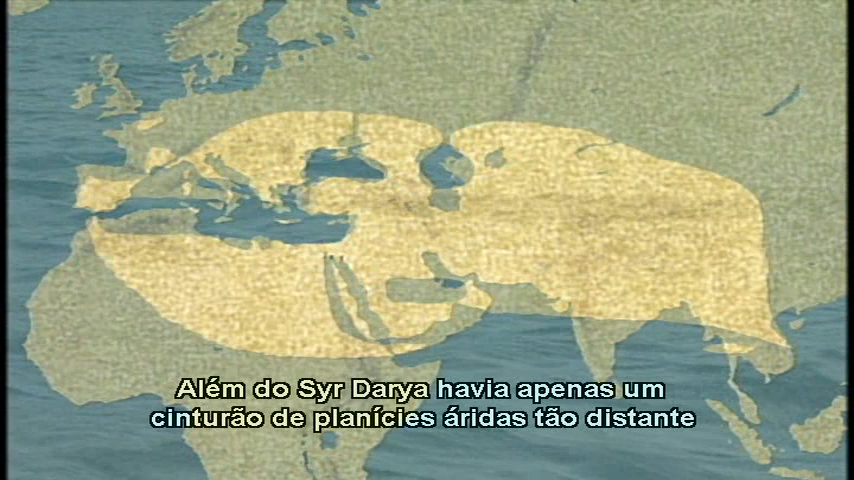 Além do Syr Darya havia apenas um
cinturão de planícies áridas tão distante